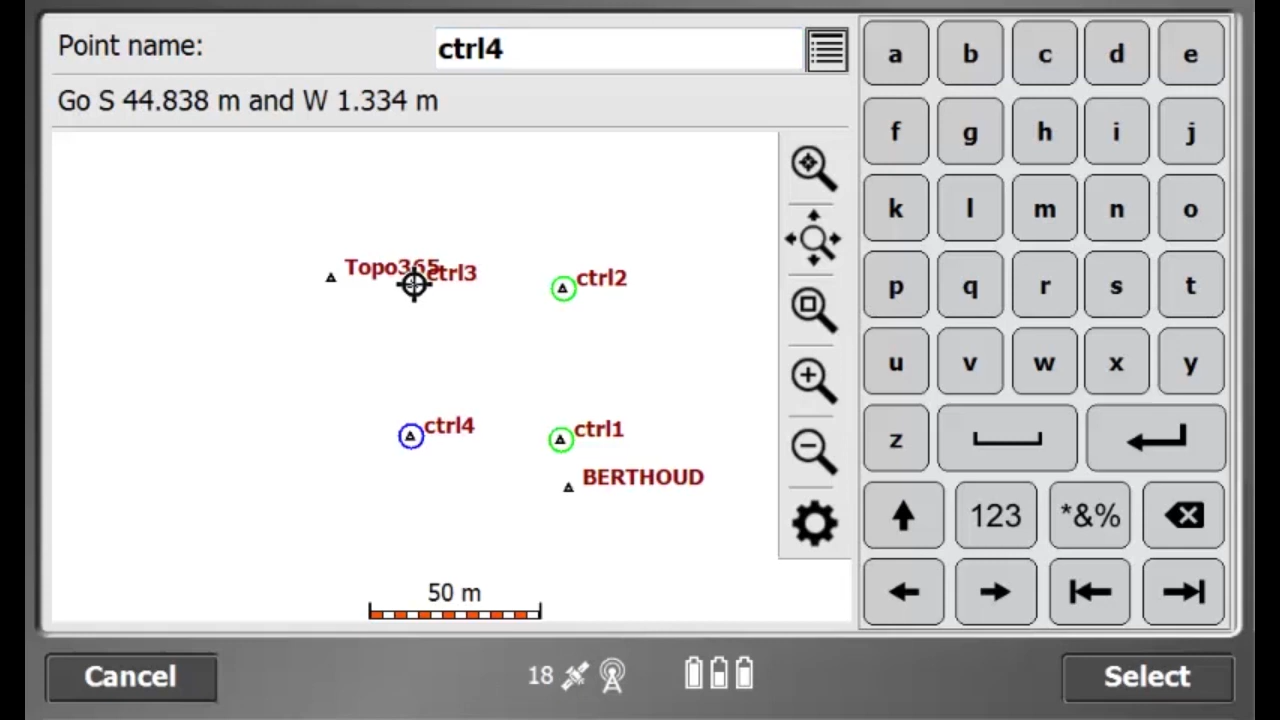 Point name: ctrl4
Go S 44.838 m and W 1.334 m
Topo365
ctrl3
ctrl2
ctrl4
ctrl1
BERTHOUD
50 m
a b c d e
f g h i j
k l m n o
p q r s t
u v w x y
z
123 *&%
Cancel 18 Select